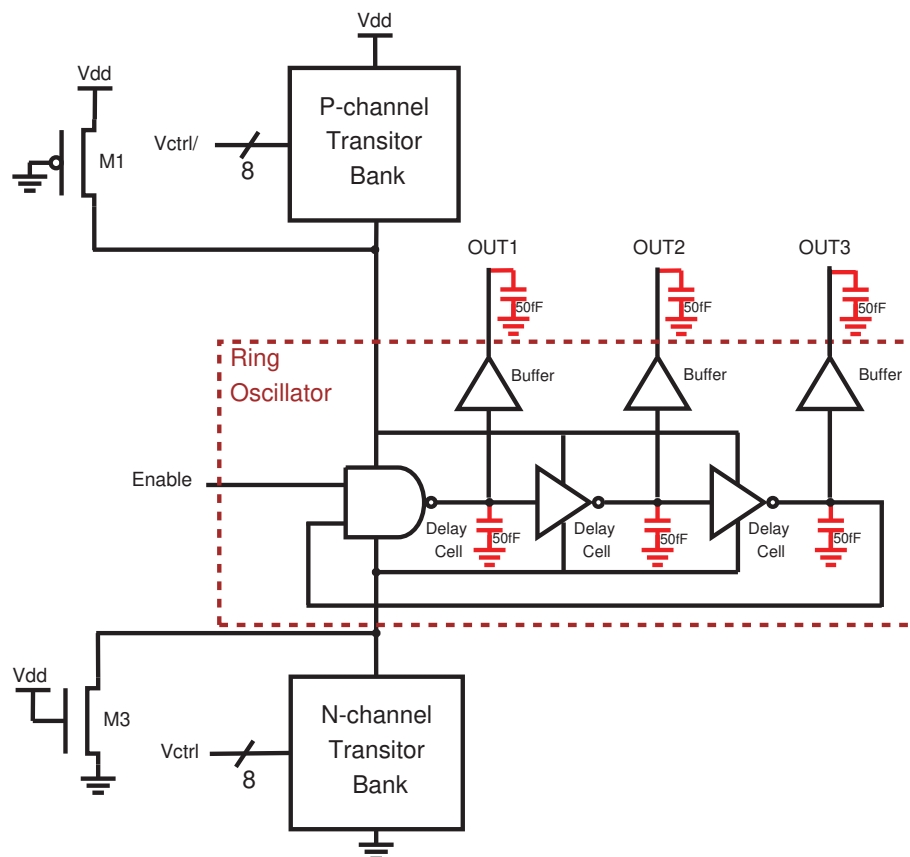 Vdd
Vdd
P-channel
Transitor
Bank
Vctrl/
8
M1
OUT1
OUT2
OUT3
50fF
50fF
50fF
Ring
Oscillator
Buffer
Buffer
Buffer
Enable
Delay
Cell
50fF
Delay
Cell
50fF
Delay
Cell
50fF
Vdd
M3
N-channel
Transitor
Bank
Vctrl
8